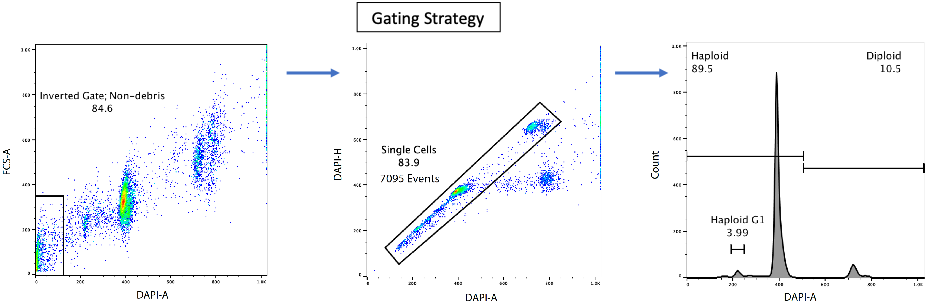 Gating Strategy
Inverted Gate; Non-debris
84.6
FCS-A
DAPI-A
Single Cells
83.9
7095 Events
DAPI-H
DAPI-A
Haploid
89.5
Diploid
10.5
Haploid G1
3.99
Count
DAPI-A